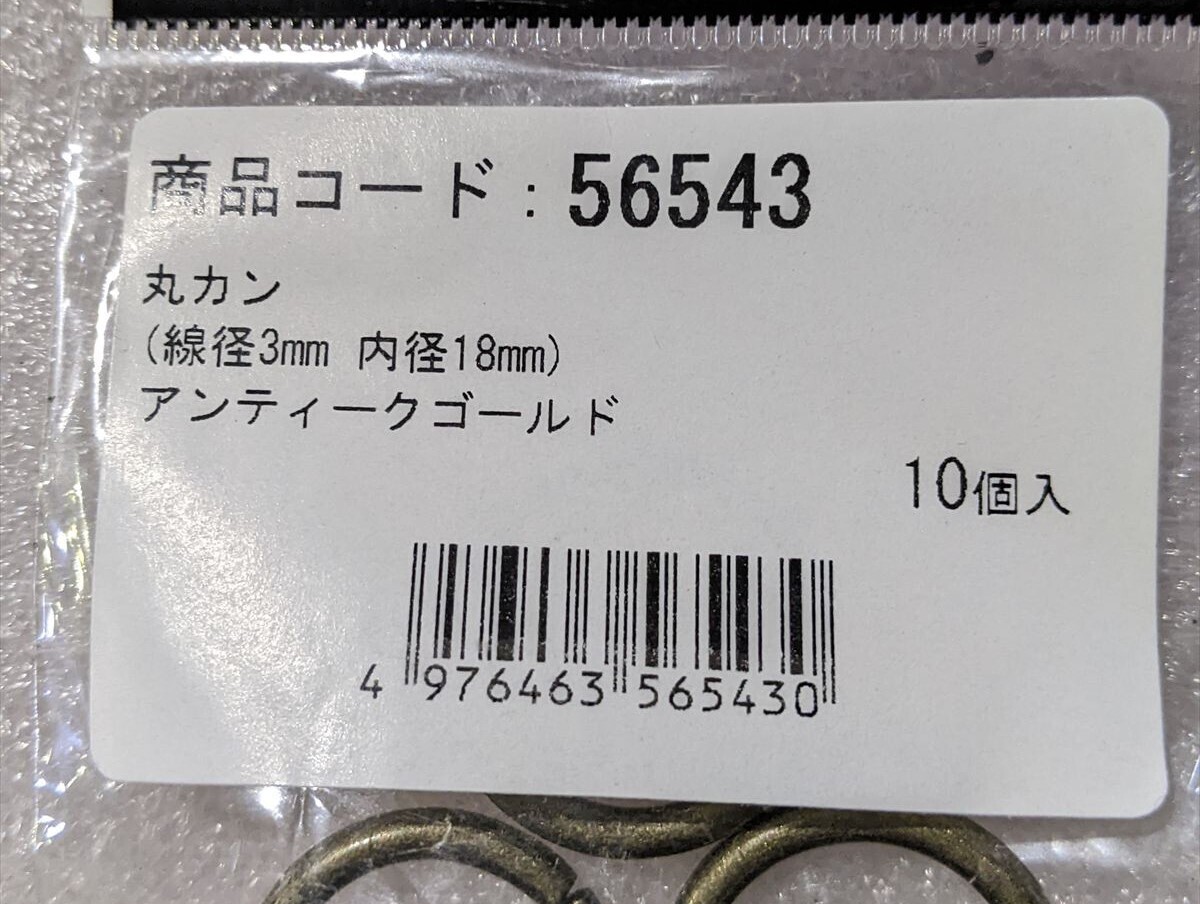 商品コード：56543
丸カン
(線径3mm 内径18mm)
アンティークゴールド
10個入
4 976463 565430